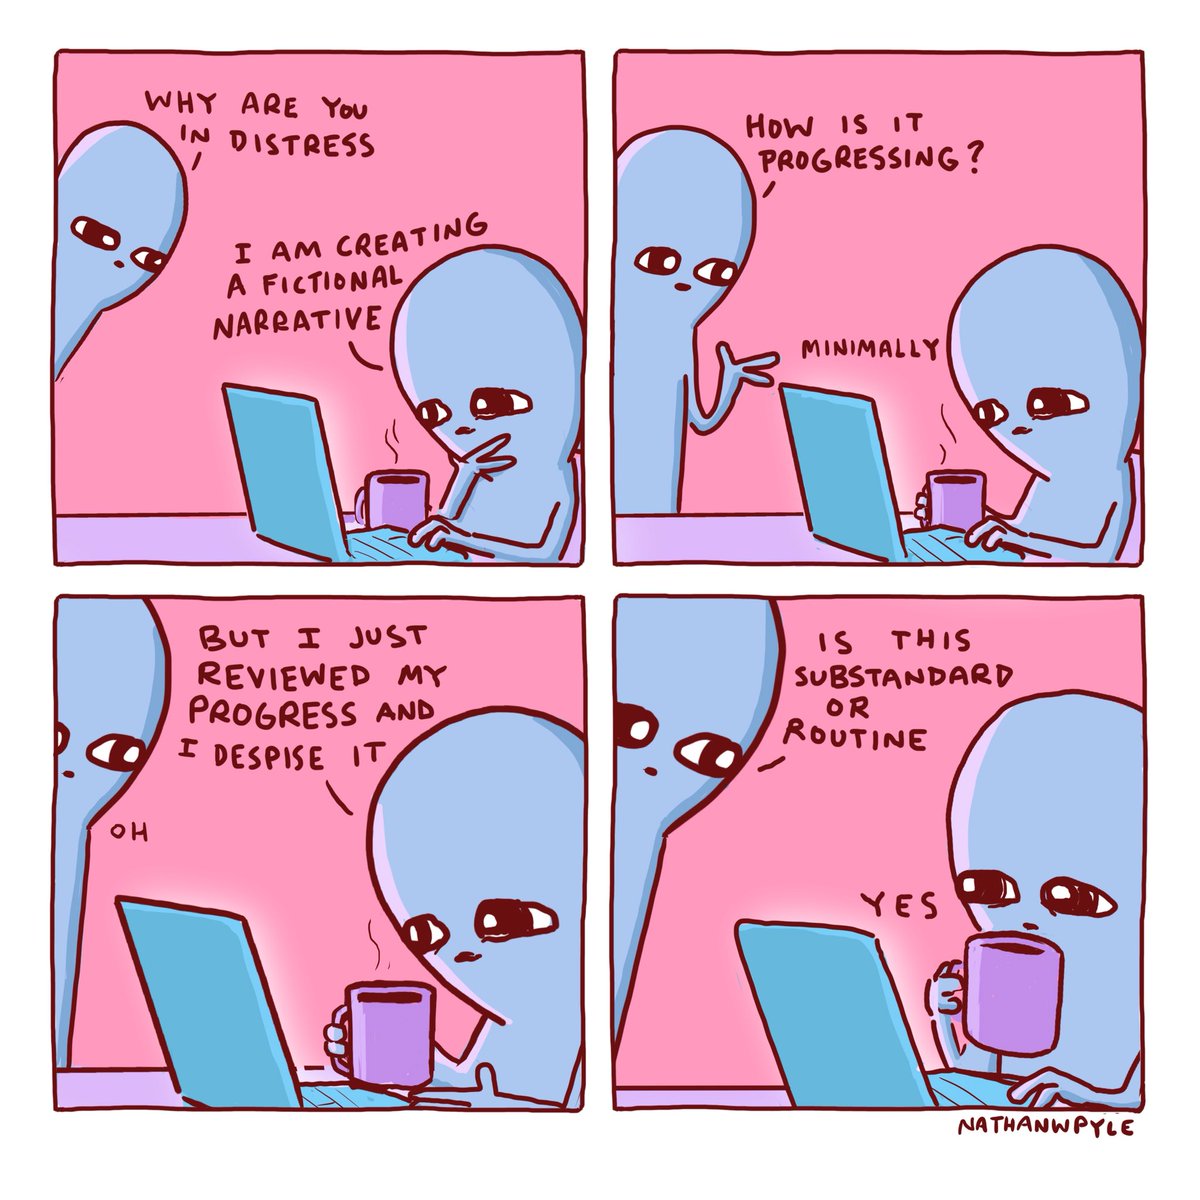 WHY ARE YOU
IN DISTRESS
I AM CREATING
A FICTIONAL
NARRATIVE
HOW IS IT
PROGRESSING?
MINIMALLY
BUT I JUST
REVIEWED MY
PROGRESS AND
I DESPISE IT
OH
IS THIS
SUBSTANDARD
OR
ROUTINE
YES
NATHANWPYLE